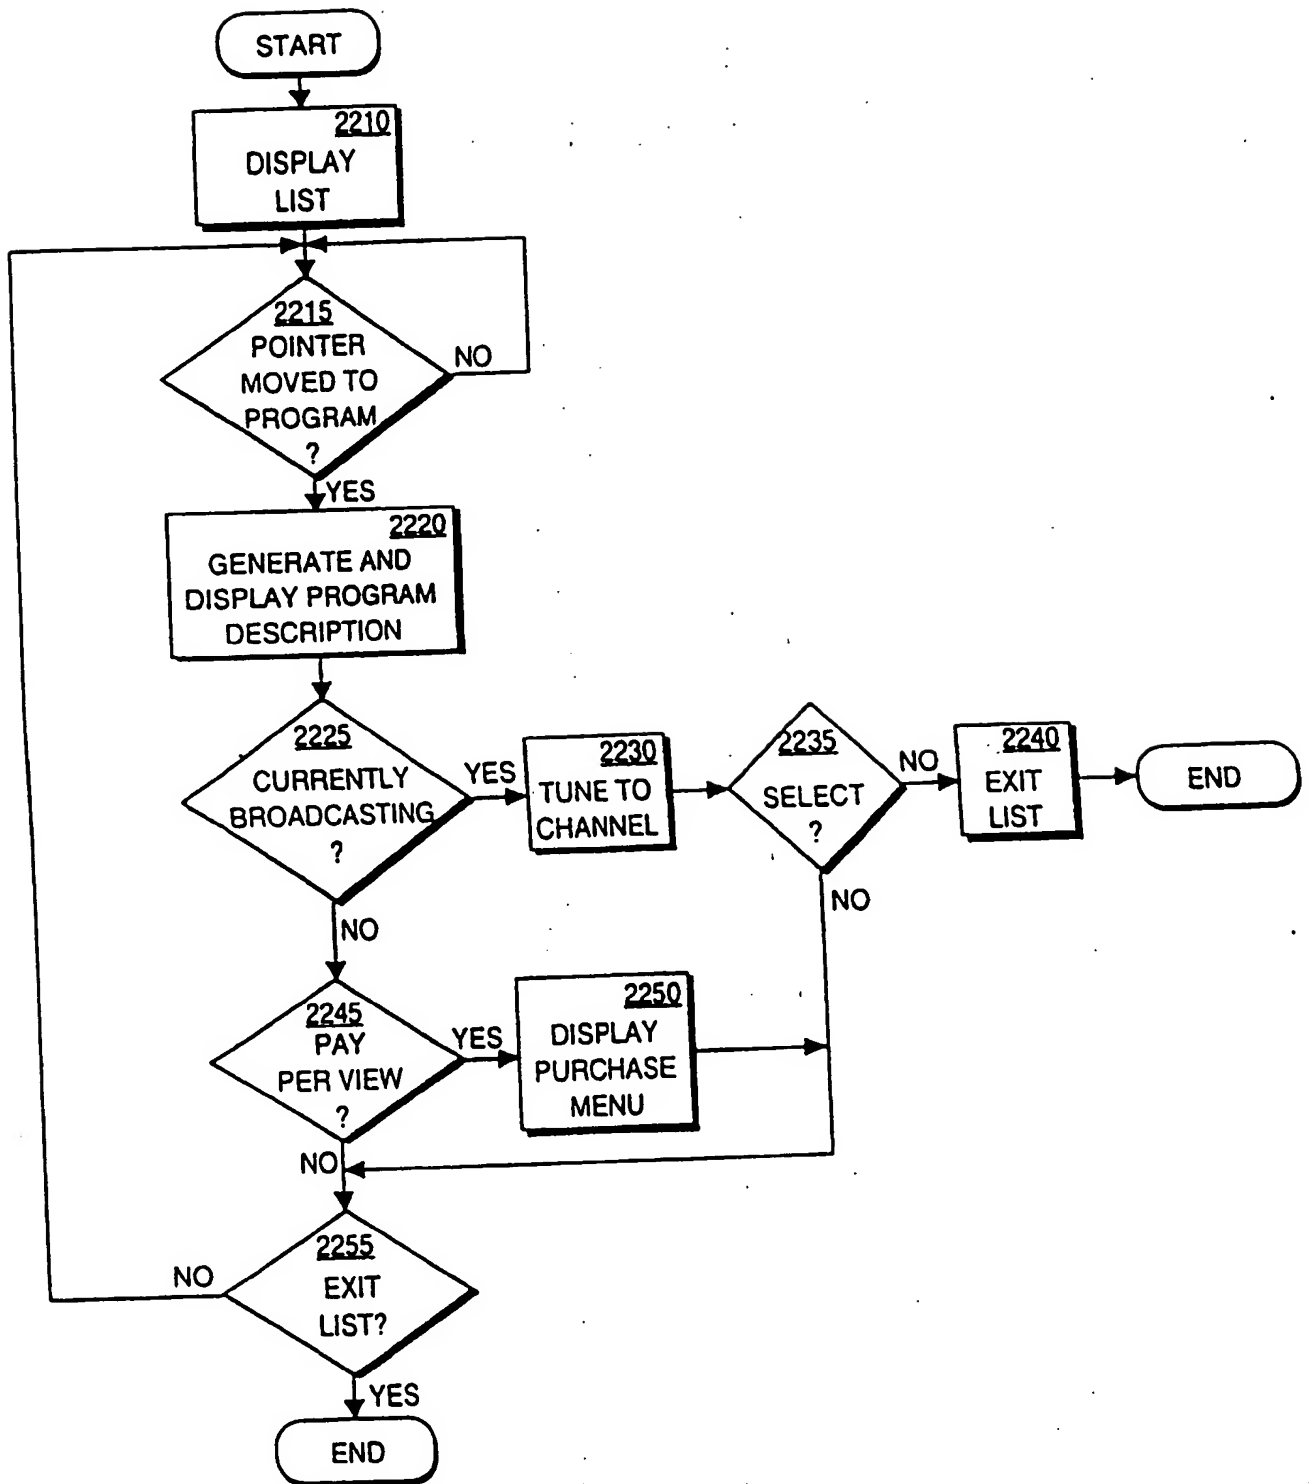 START
2210
DISPLAY
LIST
2215
POINTER
MOVED TO
PROGRAM
?
NO
YES
2220
GENERATE AND
DISPLAY PROGRAM
DESCRIPTION
2225
CURRENTLY
BROADCASTING
?
YES
2230
TUNE TO
CHANNEL
2235
SELECT
?
NO
2240
EXIT
LIST
END
NO
NO
2245
PAY
PER VIEW
?
YES
2250
DISPLAY
PURCHASE
MENU
NO
2255
EXIT
LIST?
NO
YES
END